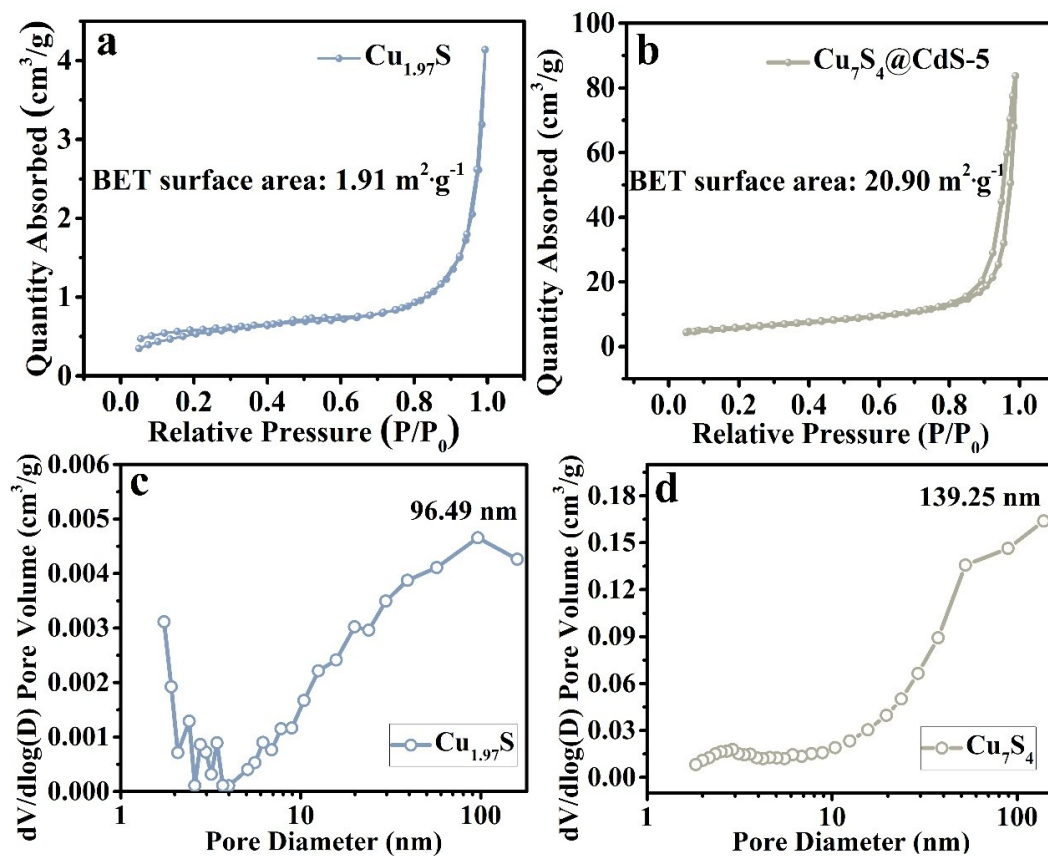 a
Cu₁.₉₇S
BET surface area: 1.91 m²·g⁻¹
Quantity Absorbed (cm³/g)
4
3
2
1
0
0.0 0.2 0.4 0.6 0.8 1.0
Relative Pressure (P/P₀)
b
Cu₇S₄@CdS-5
BET surface area: 20.90 m²·g⁻¹
Quantity Absorbed (cm³/g)
100
80
60
40
20
0
0.0 0.2 0.4 0.6 0.8 1.0
Relative Pressure (P/P₀)
c
96.49 nm
Cu₁.₉₇S
dV/dlog(D) Pore Volume (cm³/g)
0.006
0.005
0.004
0.003
0.002
0.001
0.000
1 10 100
Pore Diameter (nm)
d
139.25 nm
Cu₇S₄
dV/dlog(D) Pore Volume (cm³/g)
0.18
0.15
0.12
0.09
0.06
0.03
0.00
1 10 100
Pore Diameter (nm)